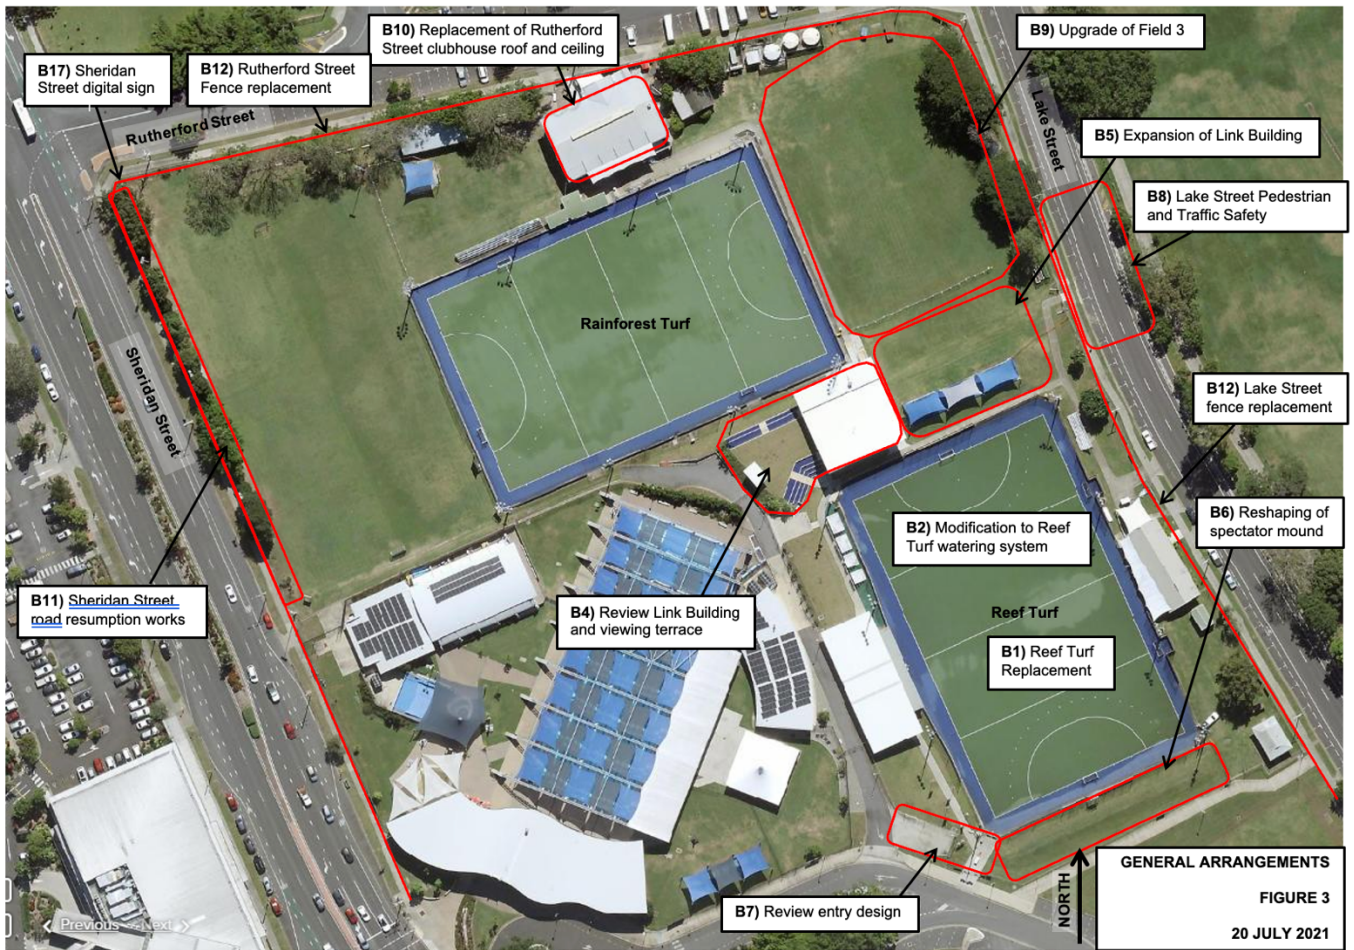 B10) Replacement of Rutherford
Street clubhouse roof and ceiling
B9) Upgrade of Field 3
B17) Sheridan
Street digital sign
B12) Rutherford Street
Fence replacement
Rutherford Street
Lake Street
B5) Expansion of Link Building
B8) Lake Street Pedestrian
and Traffic Safety
Rainforest Turf
Sheridan Street
B12) Lake Street
fence replacement
B6) Reshaping of
spectator mound
B2) Modification to Reef
Turf watering system
B11) Sheridan Street
road resumption works
B4) Review Link Building
and viewing terrace
Reef Turf
B1) Reef Turf
Replacement
B7) Review entry design
NORTH
GENERAL ARRANGEMENTS
FIGURE 3
20 JULY 2021
Previous
Next